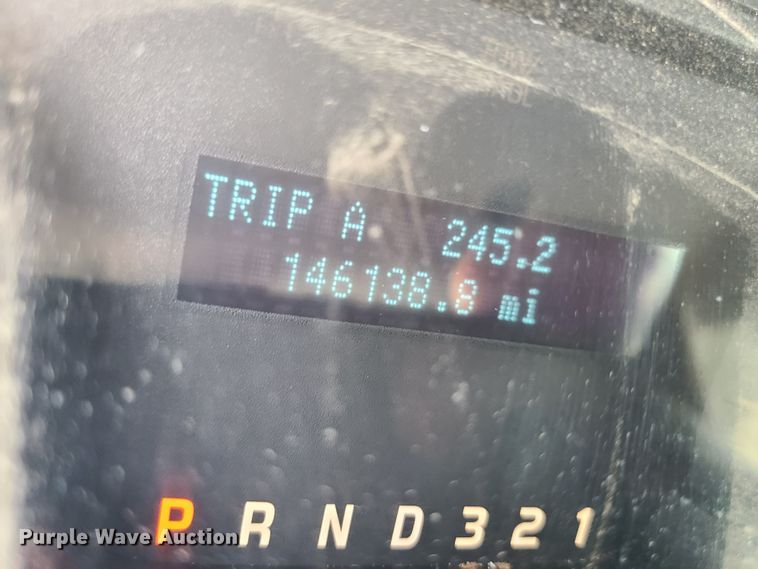 TRIP A 245.2
146138.8 mi
P R N D 3 2 1
Purple Wave Auction